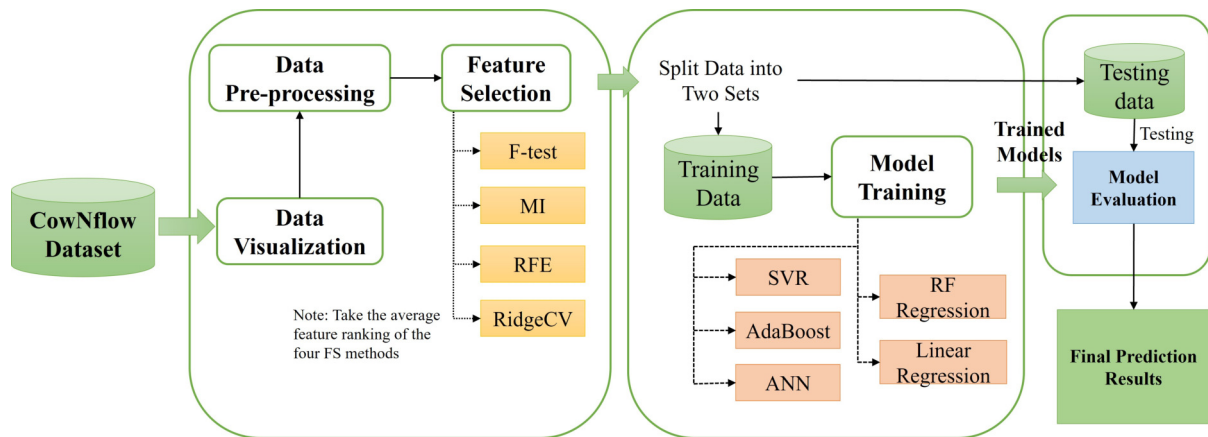 CowNflow
Dataset
Data
Pre-processing
Data
Visualization
Feature
Selection
F-test
MI
RFE
RidgeCV
Note: Take the average
feature ranking of the
four FS methods
Split Data into
Two Sets
Training
Data
Model
Training
SVR
AdaBoost
ANN
RF
Regression
Linear
Regression
Trained
Models
Testing
data
Testing
Model
Evaluation
Final Prediction
Results